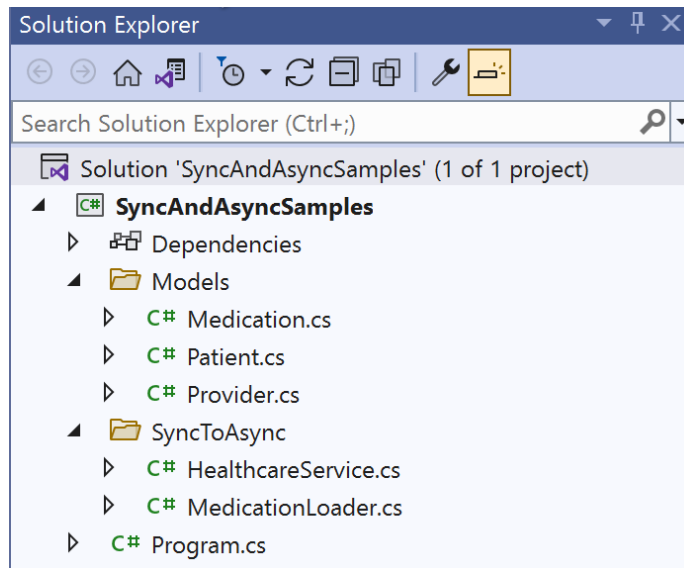 Solution Explorer
Search Solution Explorer (Ctrl+;)
Solution 'SyncAndAsyncSamples' (1 of 1 project)
C# SyncAndAsyncSamples
Dependencies
Models
C# Medication.cs
C# Patient.cs
C# Provider.cs
SyncToAsync
C# HealthcareService.cs
C# MedicationLoader.cs
C# Program.cs